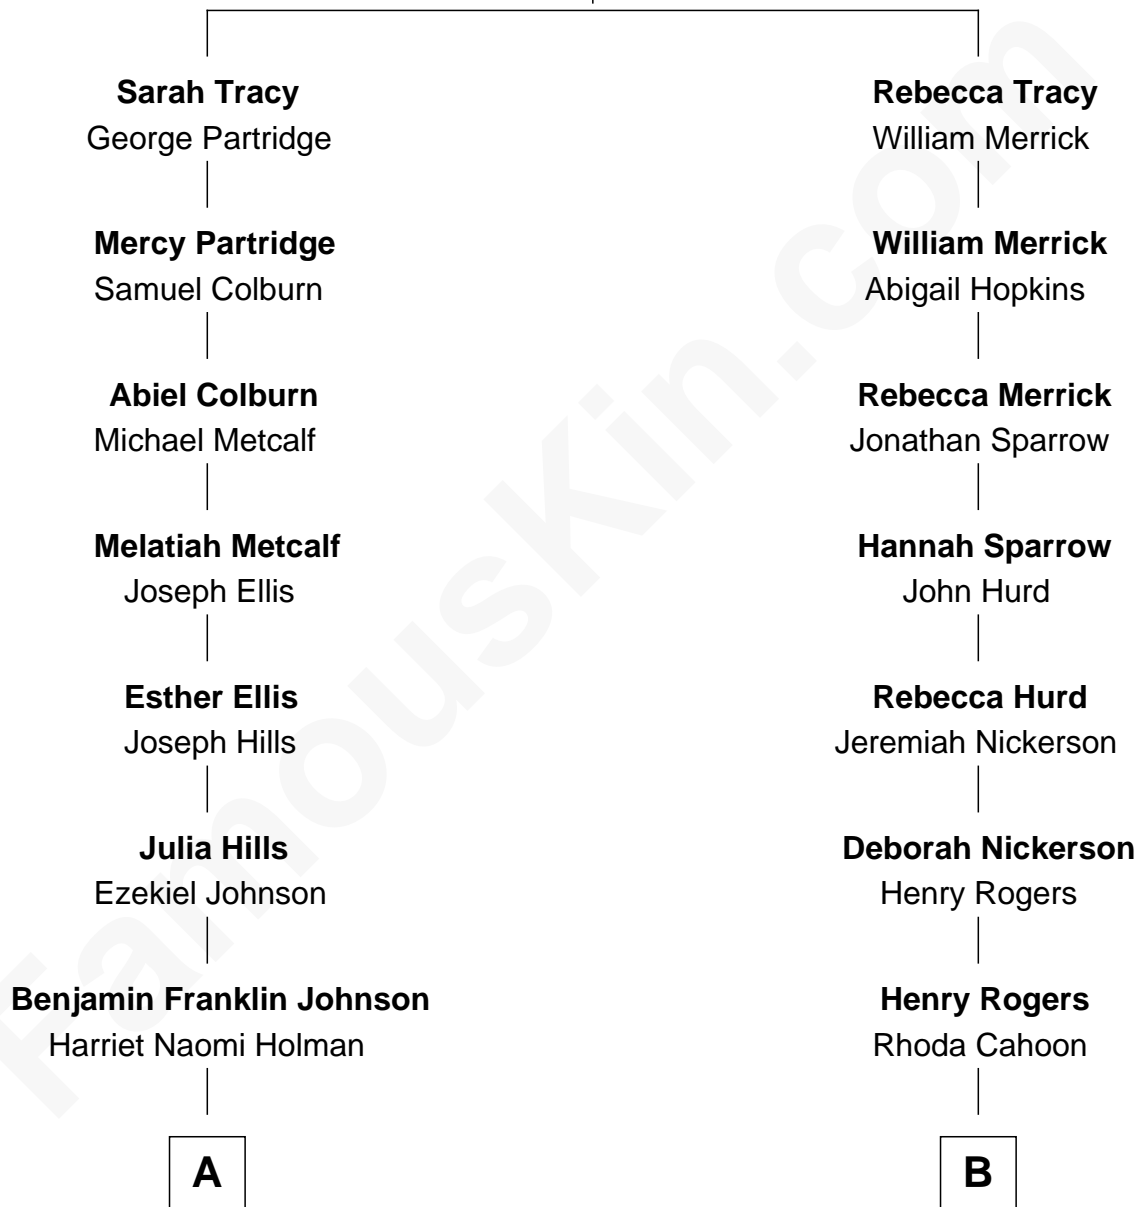 Sarah Tracy
George Partridge
Rebecca Tracy
William Merrick
Mercy Partridge
Samuel Colburn
William Merrick
Abigail Hopkins
Abiel Colburn
Michael Metcalf
Rebecca Merrick
Jonathan Sparrow
Melatiah Metcalf
Joseph Ellis
Hannah Sparrow
John Hurd
Esther Ellis
Joseph Hills
Rebecca Hurd
Jeremiah Nickerson
Julia Hills
Ezekiel Johnson
Deborah Nickerson
Henry Rogers
Benjamin Franklin Johnson
Harriet Naomi Holman
Henry Rogers
Rhoda Cahoon
A
B
FamousKin.com